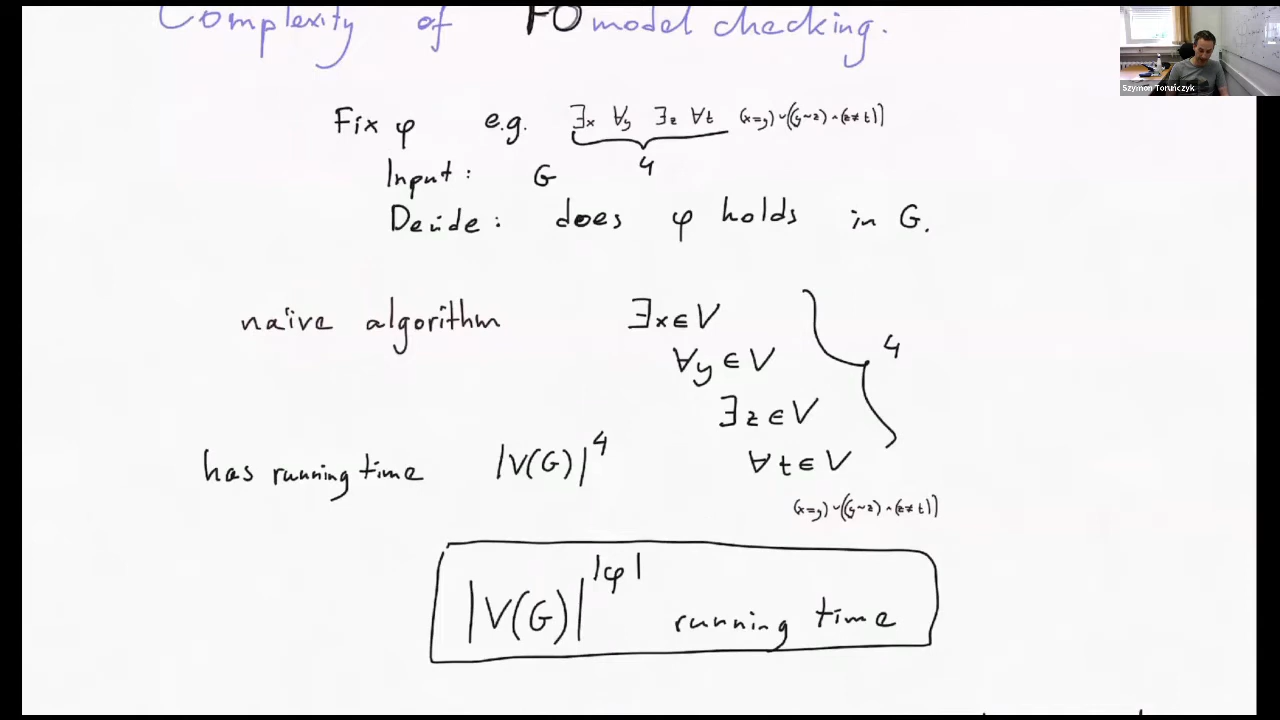 Complexity of FO model checking.
Szymon Toruńczyk
Fix φ e.g. ∃x ∀y ∃z ∀t (x=y)∨((y~z)∧(z≠t))
4
Input: G
Decide: does φ holds in G.
naïve algorithm ∃x∈V
∀y∈V
4
∃z∈V
has running time |V(G)|^4 ∀t∈V
(x=y)∨((y~z)∧(z≠t))
|V(G)|^|φ| running time